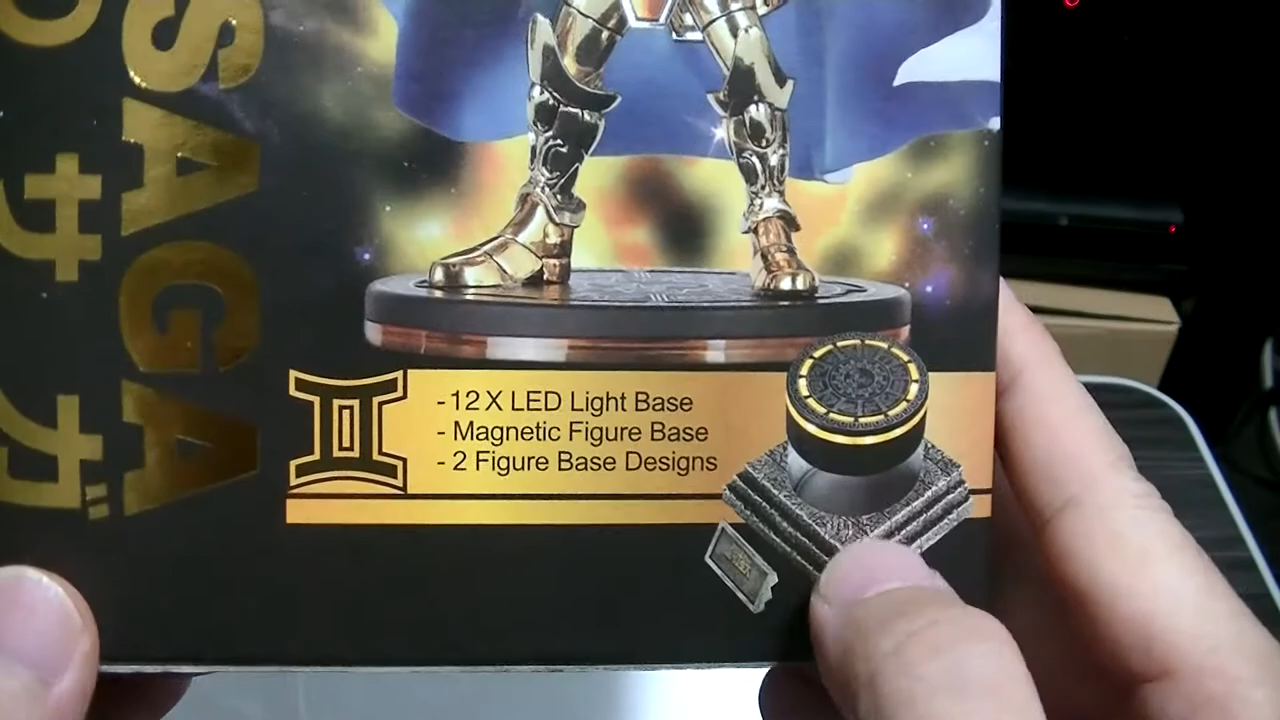 SAGA
サガ
-12 X LED Light Base
- Magnetic Figure Base
- 2 Figure Base Designs